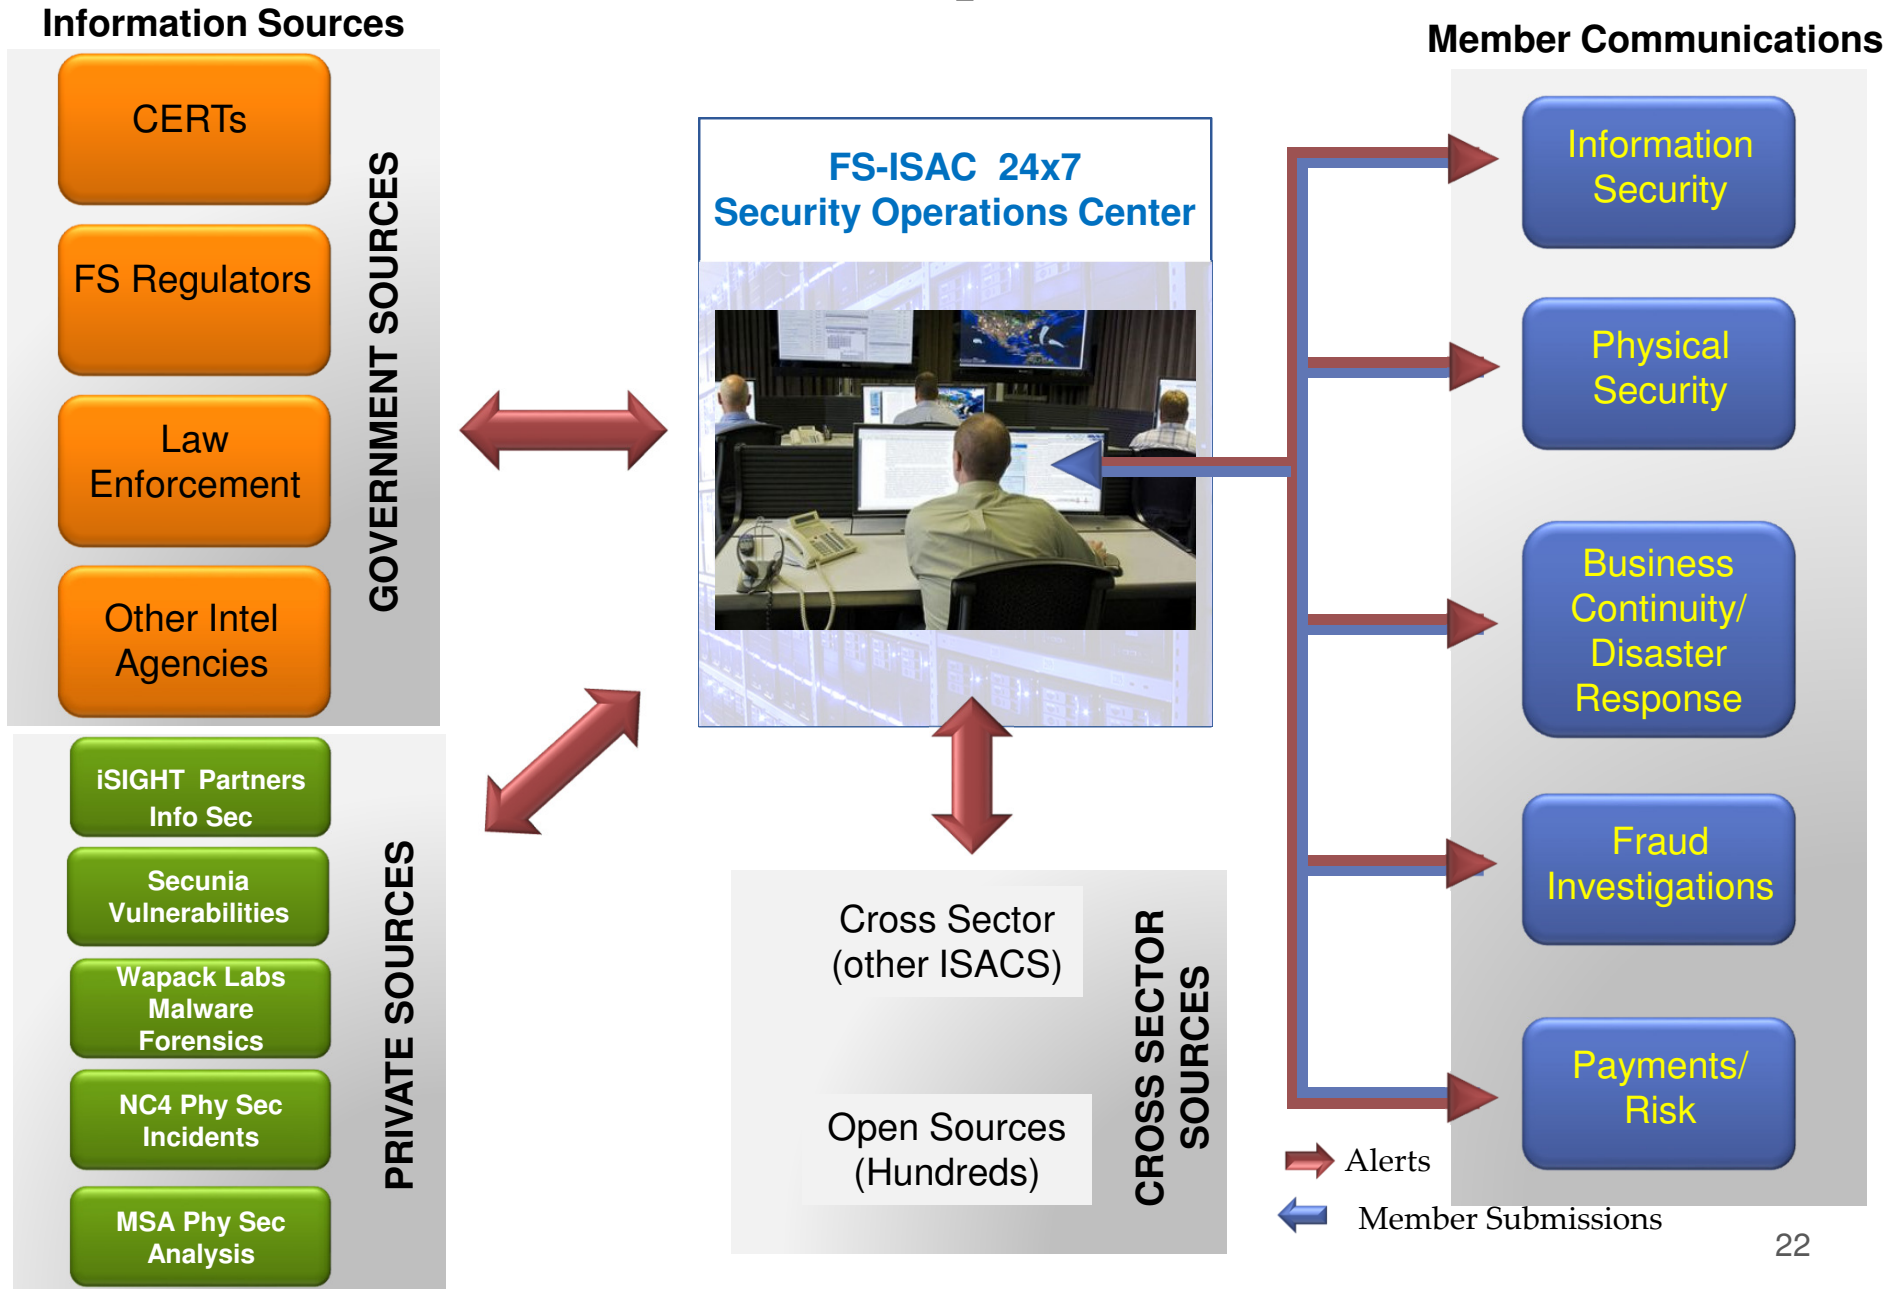 Information Sources
CERTs
FS Regulators
Law
Enforcement
Other Intel
Agencies
GOVERNMENT SOURCES
iSIGHT Partners
Info Sec
Secunia
Vulnerabilities
Wapack Labs
Malware
Forensics
NC4 Phy Sec
Incidents
MSA Phy Sec
Analysis
PRIVATE SOURCES
FS-ISAC 24x7
Security Operations Center
Cross Sector
(other ISACS)
Open Sources
(Hundreds)
CROSS SECTOR
SOURCES
Member Communications
Information
Security
Physical
Security
Business
Continuity/
Disaster
Response
Fraud
Investigations
Payments/
Risk
Alerts
Member Submissions
22